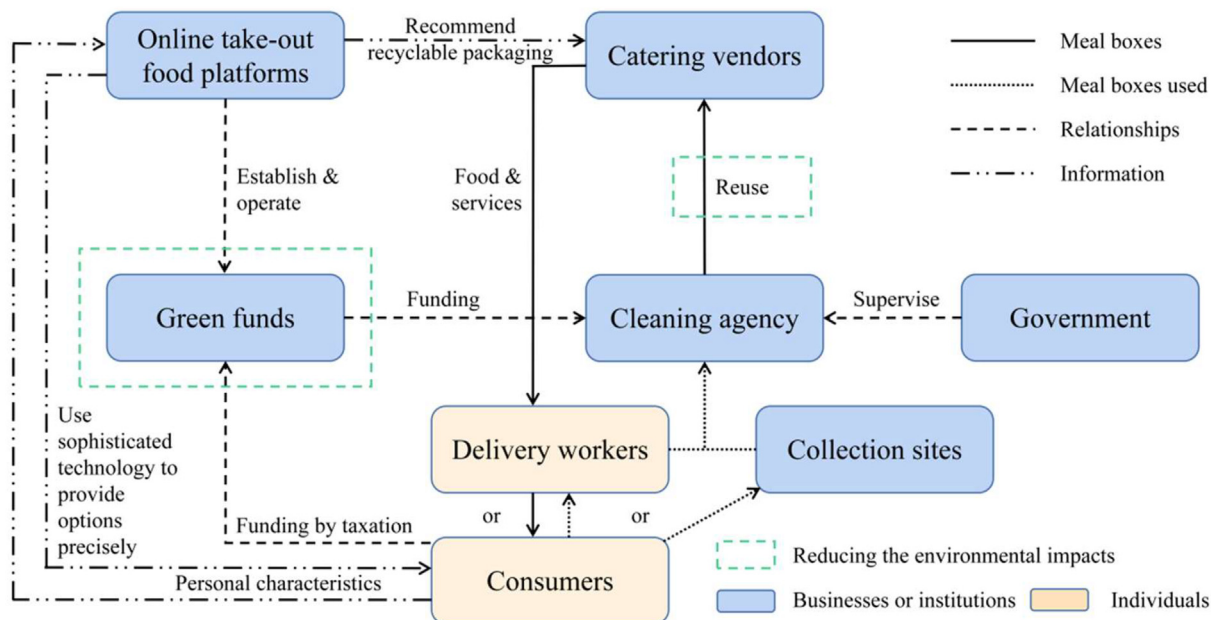 Online take-out
food platforms
Recommend
recyclable packaging
Catering vendors
Meal boxes
Meal boxes used
Relationships
Information
Establish &
operate
Food &
services
Reuse
Green funds
Funding
Cleaning agency
Supervise
Government
Use
sophisticated
technology to
provide
options
precisely
Delivery workers
Collection sites
or
or
Funding by taxation
Personal characteristics
Consumers
Reducing the environmental impacts
Businesses or institutions
Individuals